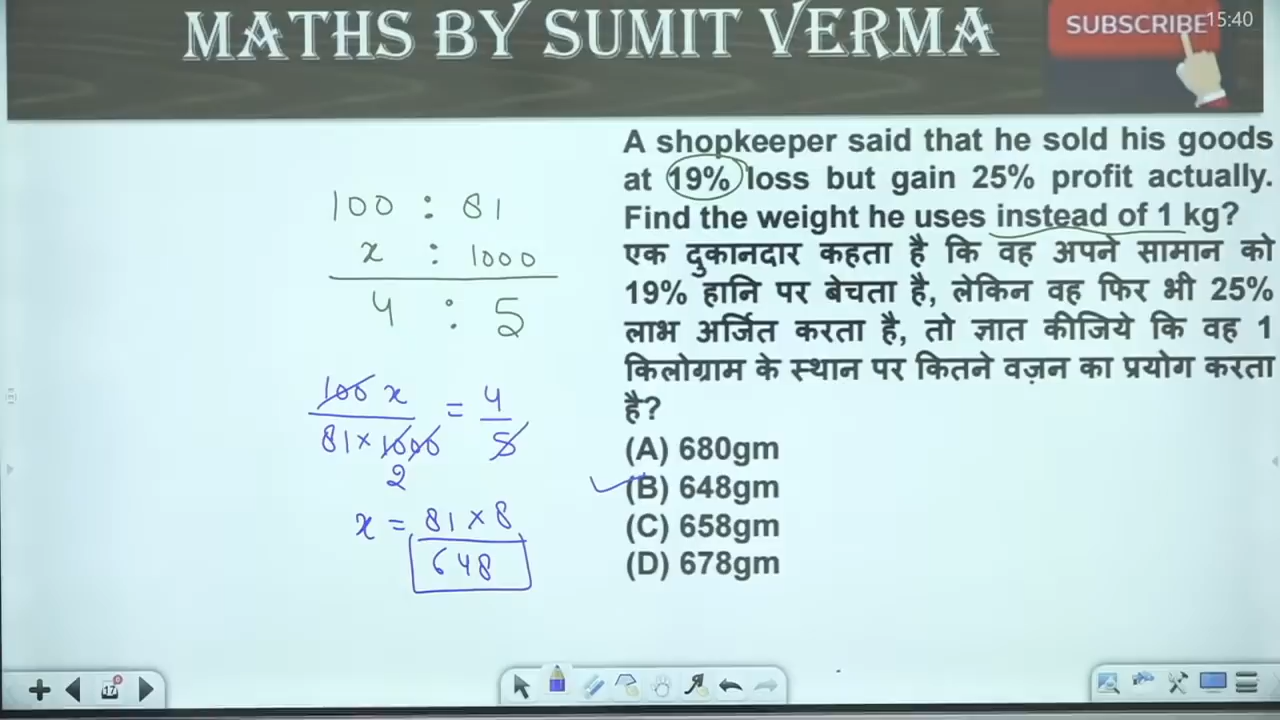 MATHS BY SUMIT VERMA
SUBSCRIBE
15:40
A shopkeeper said that he sold his goods
at 19% loss but gain 25% profit actually.
Find the weight he uses instead of 1 kg?
एक दुकानदार कहता है कि वह अपने सामान को
19% हानि पर बेचता है, लेकिन वह फिर भी 25%
लाभ अर्जित करता है, तो ज्ञात कीजिये कि वह 1
किलोग्राम के स्थान पर कितने वज़न का प्रयोग करता
है?
(A) 680gm
(B) 648gm
(C) 658gm
(D) 678gm
100 : 81
x : 1000
4 : 5
100 x / 81 × 1000 = 4 / 5
2
x = 81 × 8
648
17